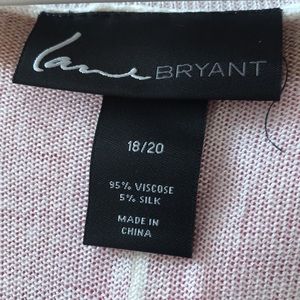 Lane BRYANT
18/20
95% VISCOSE
5% SILK
MADE IN
CHINA